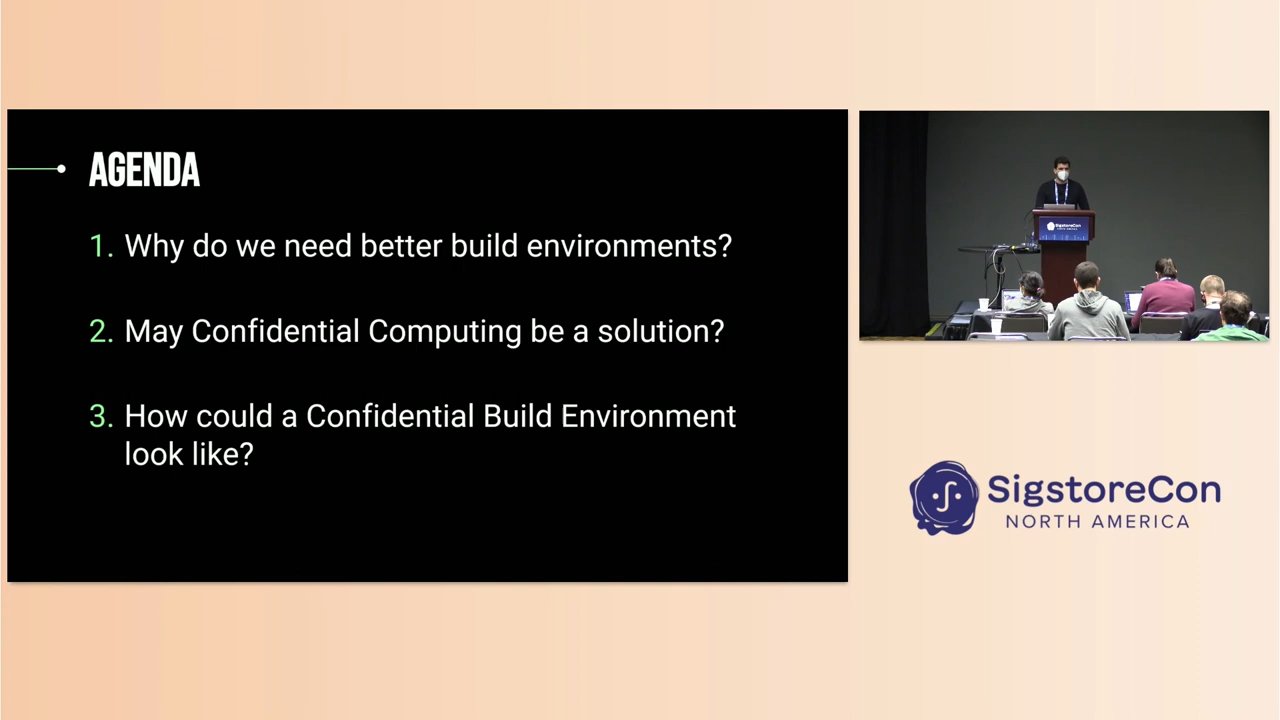 AGENDA
1. Why do we need better build environments?
2. May Confidential Computing be a solution?
3. How could a Confidential Build Environment
look like?
SigstoreCon
SigstoreCon
NORTH AMERICA